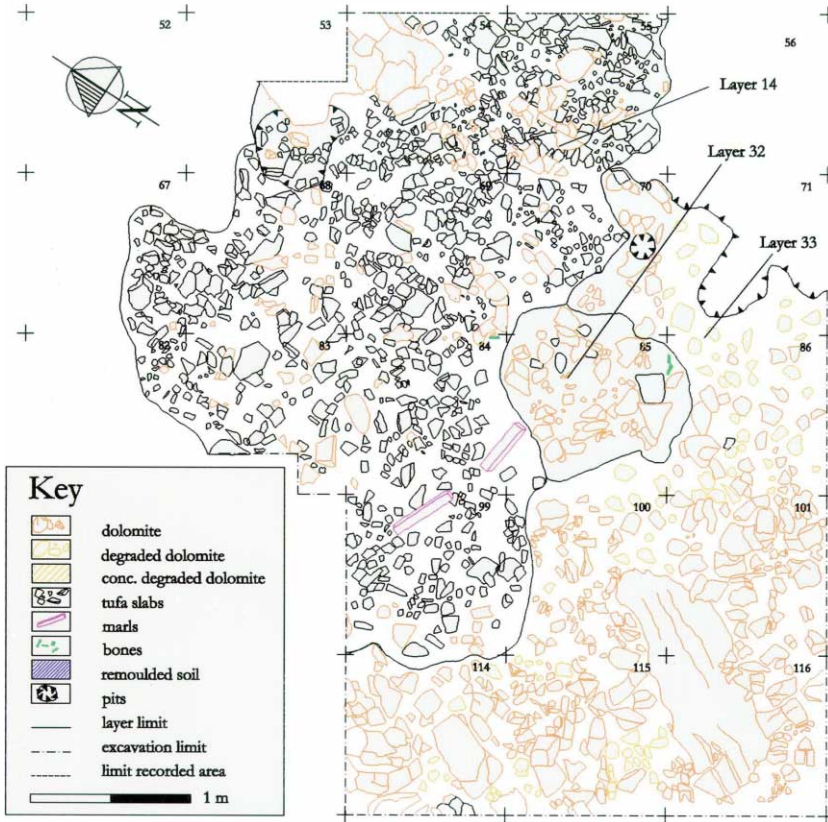 52 53 54 55 56
N
Layer 14
Layer 32
67 68 69 70 71
Layer 33
82 83 84 85 86
99 100 101
114 115 116
Key
dolomite
degraded dolomite
conc. degraded dolomite
tufa slabs
marls
bones
remoulded soil
pits
layer limit
excavation limit
limit recorded area
1 m